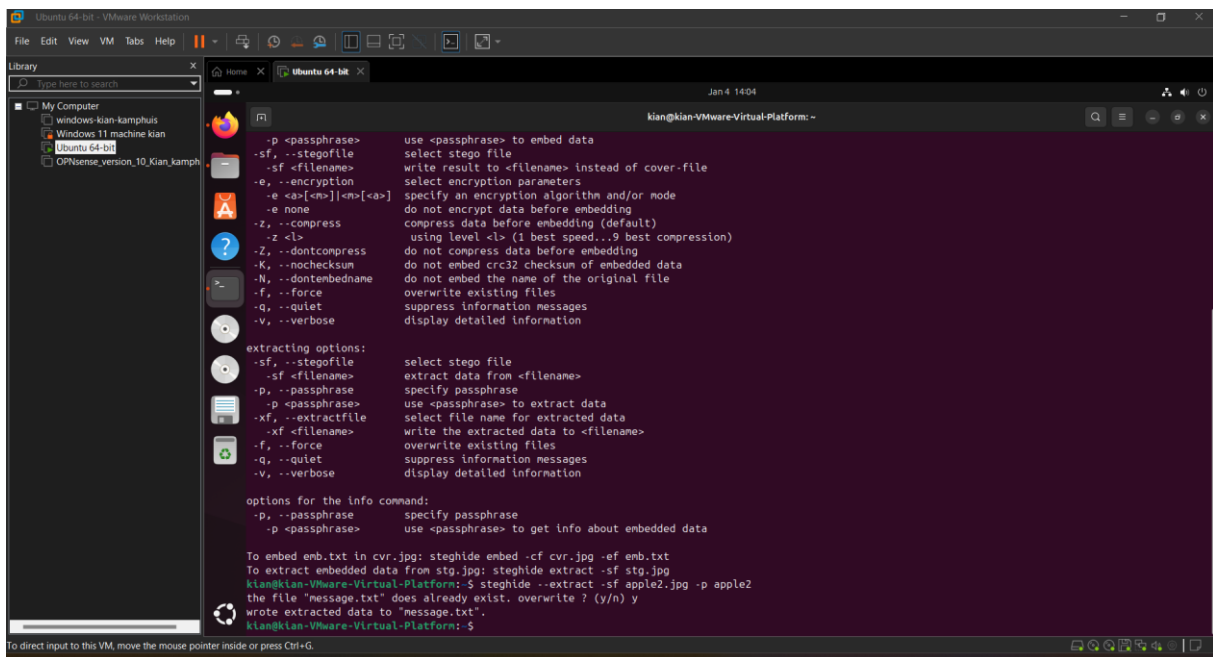 Ubuntu 64-bit - VMware Workstation
File Edit View VM Tabs Help
Library
Type here to search
My Computer
windows-kian-kamphuis
Windows 11 machine kian
Ubuntu 64-bit
OPNsense_version_10_Kian_kamph
Home
Ubuntu 64-bit
Jan 4 14:04
kian@kian-VMware-Virtual-Platform: ~
-p <passphrase> use <passphrase> to embed data
-sf, --stegofile select stego file
-sf <filename> write result to <filename> instead of cover-file
-e, --encryption select encryption parameters
-e <a>[<m>]|<m>[<a>] specify an encryption algorithm and/or mode
-e none do not encrypt data before embedding
-z, --compress compress data before embedding (default)
-z <l> using level <l> (1 best speed...9 best compression)
-Z, --dontcompress do not compress data before embedding
-K, --nochecksum do not embed crc32 checksum of embedded data
-N, --dontembedname do not embed the name of the original file
-f, --force overwrite existing files
-q, --quiet suppress information messages
-v, --verbose display detailed information
extracting options:
-sf, --stegofile select stego file
-sf <filename> extract data from <filename>
-p, --passphrase specify passphrase
-p <passphrase> use <passphrase> to extract data
-xf, --extractfile select file name for extracted data
-xf <filename> write the extracted data to <filename>
-f, --force overwrite existing files
-q, --quiet suppress information messages
-v, --verbose display detailed information
options for the info command:
-p, --passphrase specify passphrase
-p <passphrase> use <passphrase> to get info about embedded data
To embed emb.txt in cvr.jpg: steghide embed -cf cvr.jpg -ef emb.txt
To extract embedded data from stg.jpg: steghide extract -sf stg.jpg
kian@kian-VMware-Virtual-Platform:~$ steghide --extract -sf apple2.jpg -p apple2
the file "message.txt" does already exist. overwrite ? (y/n) y
wrote extracted data to "message.txt".
kian@kian-VMware-Virtual-Platform:~$
To direct input to this VM, move the mouse pointer inside or press Ctrl+G.